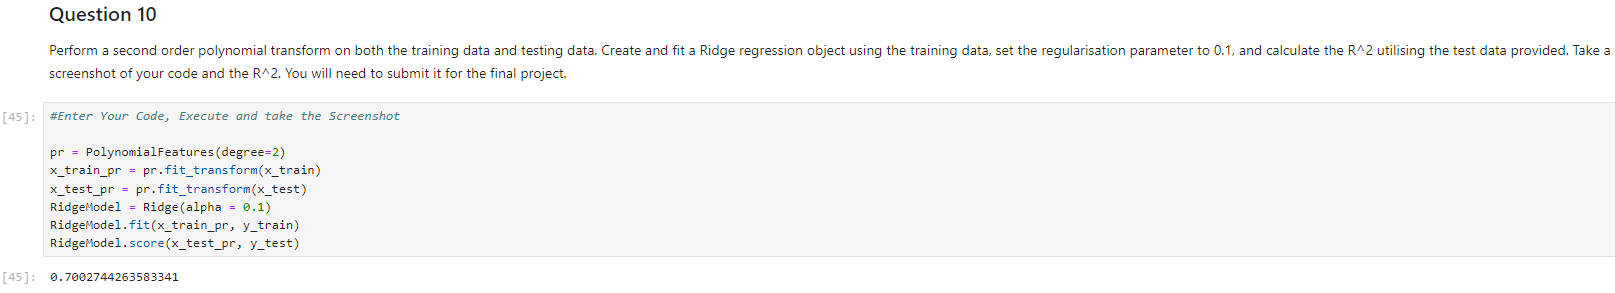 Question 10
Perform a second order polynomial transform on both the training data and testing data. Create and fit a Ridge regression object using the training data, set the regularisation parameter to 0.1, and calculate the R^2 utilising the test data provided. Take a
screenshot of your code and the R^2. You will need to submit it for the final project.
[45]: #Enter Your Code, Execute and take the Screenshot
pr = PolynomialFeatures(degree=2)
x_train_pr = pr.fit_transform(x_train)
x_test_pr = pr.fit_transform(x_test)
RidgeModel = Ridge(alpha = 0.1)
RidgeModel.fit(x_train_pr, y_train)
RidgeModel.score(x_test_pr, y_test)
[45]: 0.7002744263583341